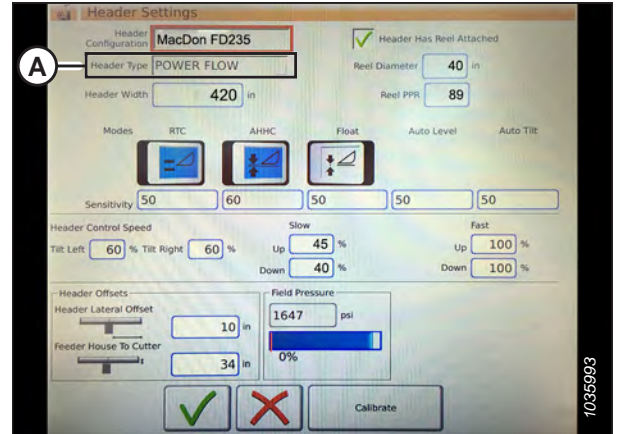 Header Settings
Header Configuration MacDon FD235
Header Has Reel Attached
A
Header Type POWER FLOW
Reel Diameter 40 in
Header Width 420 in
Reel PPR 89
Modes RTC AHHC Float Auto Level Auto Tilt
Sensitivity 50 60 50 50 50
Header Control Speed Slow Fast
Tilt Left 60 % Tilt Right 60 % Up 45 % Up 100 %
Down 40 % Down 100 %
Header Offsets Field Pressure
Header Lateral Offset
10 in 1647 psi
Feeder House To Cutter
34 in 0%
Calibrate
1035993